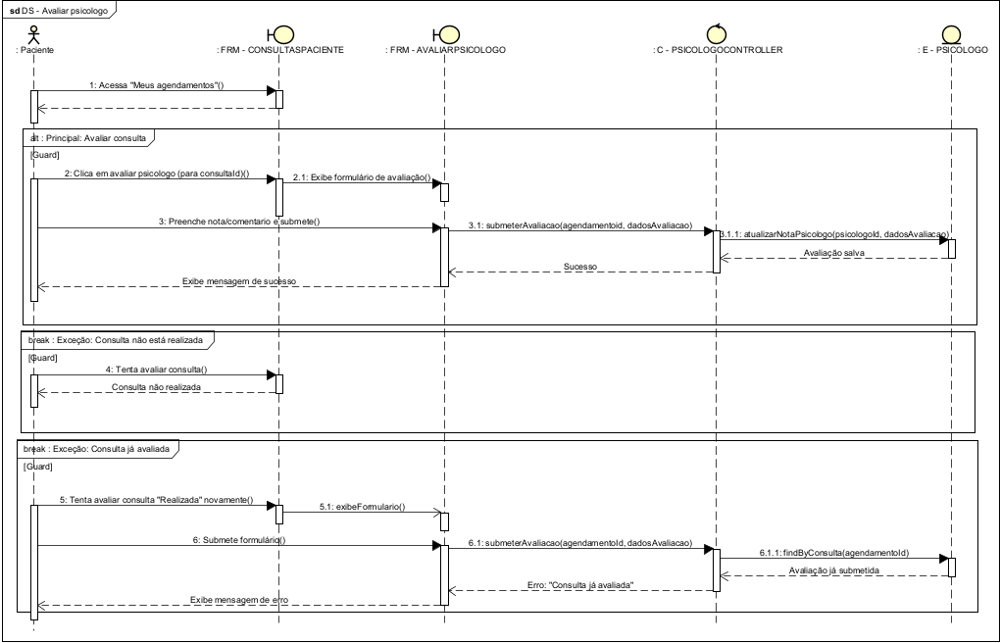 sd DS - Avaliar psicologo
: Paciente
: FRM - CONSULTASPACIENTE
: FRM - AVALIARPSICOLOGO
: C - PSICOLOGOCONTROLLER
: E - PSICOLOGO
1: Acessa "Meus agendamentos"()
alt : Principal: Avaliar consulta
[Guard]
2: Clica em avaliar psicologo (para consultaId)()
2.1: Exibe formulário de avaliação()
3: Preenche nota/comentario e submete()
3.1: submeterAvaliacao(agendamentoid, dadosAvaliacao)
3.1.1: atualizarNotaPsicologo(psicologoId, dadosAvaliacao)
Avaliação salva
Sucesso
Exibe mensagem de sucesso
break : Exceção: Consulta não está realizada
[Guard]
4: Tenta avaliar consulta()
Consulta não realizada
break : Exceção: Consulta já avaliada
[Guard]
5: Tenta avaliar consulta "Realizada" novamente()
5.1: exibeFormulario()
6: Submete formulário()
6.1: submeterAvaliacao(agendamentoId, dadosAvaliacao)
6.1.1: findByConsulta(agendamentoId)
Avaliação já submetida
Erro: "Consulta já avaliada"
Exibe mensagem de erro